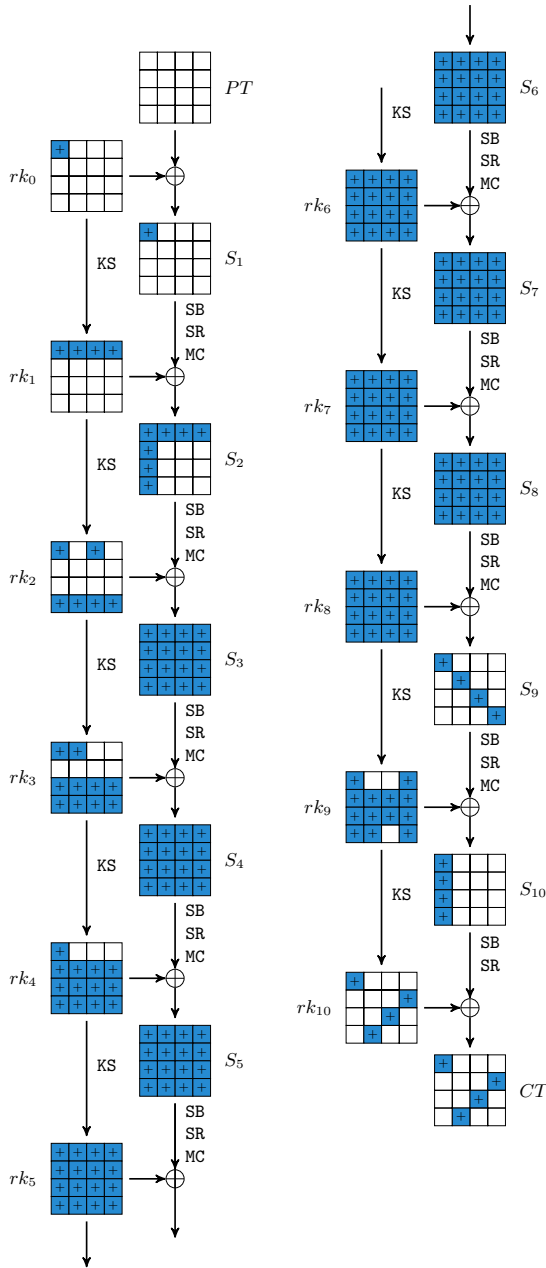 PT
rk₀
S₁
KS
SB
SR
MC
rk₁
S₂
KS
SB
SR
MC
rk₂
S₃
KS
SB
SR
MC
rk₃
S₄
KS
SB
SR
MC
rk₄
S₅
KS
SB
SR
MC
rk₅
S₆
KS
SB
SR
MC
rk₆
S₇
KS
SB
SR
MC
rk₇
S₈
KS
SB
SR
MC
rk₈
S₉
KS
SB
SR
MC
rk₉
S₁₀
KS
SB
SR
rk₁₀
CT